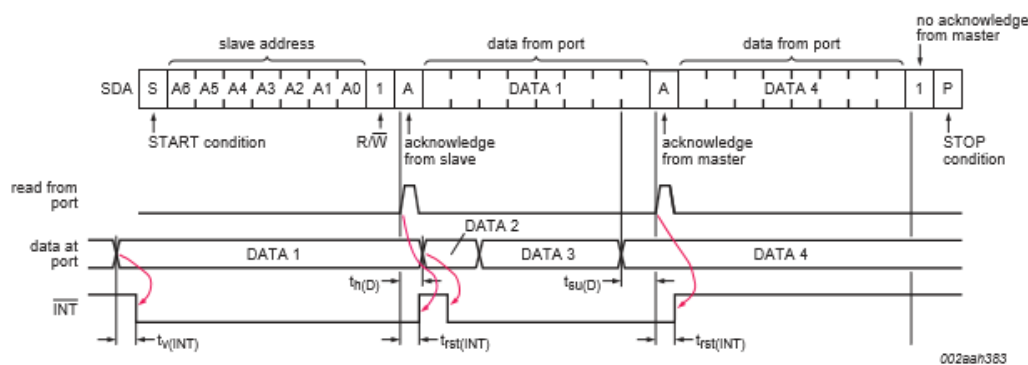 no acknowledge
from master
slave address
data from port
data from port
SDA S A6 A5 A4 A3 A2 A1 A0 1 A DATA 1 A DATA 4 1 P
START condition
R/W̅
acknowledge
from slave
acknowledge
from master
STOP
condition
read from
port
DATA 2
data at
port
DATA 1
DATA 3
DATA 4
th(D)
tsu(D)
I̅N̅T̅
tv(INT)
trst(INT)
trst(INT)
002aah383